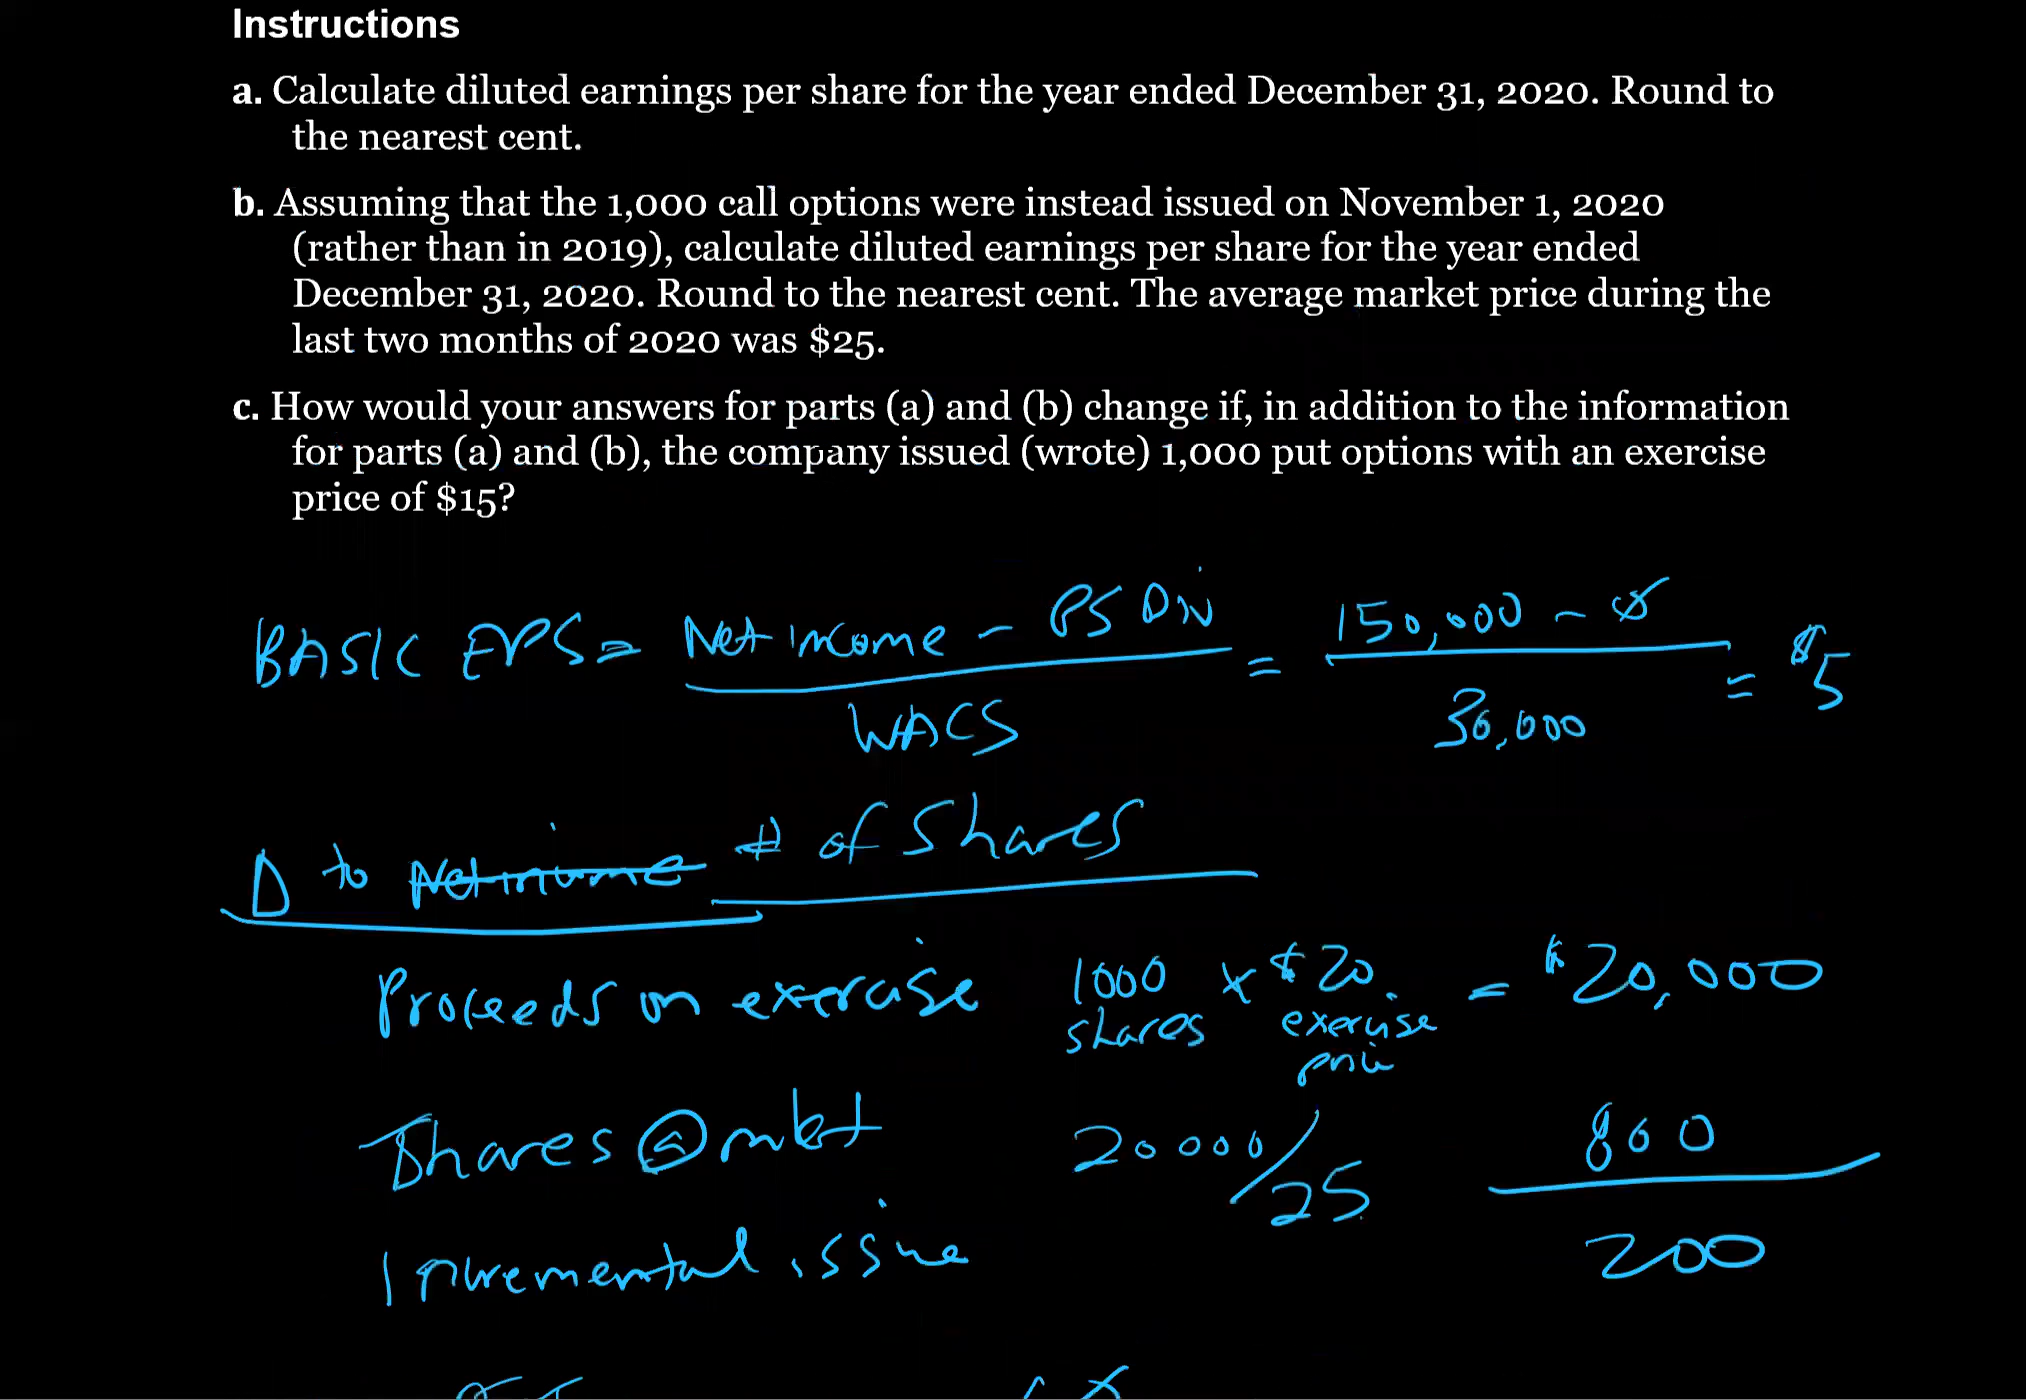 Instructions
a. Calculate diluted earnings per share for the year ended December 31, 2020. Round to
the nearest cent.
b. Assuming that the 1,000 call options were instead issued on November 1, 2020
(rather than in 2019), calculate diluted earnings per share for the year ended
December 31, 2020. Round to the nearest cent. The average market price during the
last two months of 2020 was $25.
c. How would your answers for parts (a) and (b) change if, in addition to the information
for parts (a) and (b), the company issued (wrote) 1,000 put options with an exercise
price of $15?
BASIC EPS = Net income - PS DIV = 150,000 - 0 = $5
WACS 30,000
Δ to Net income # of Shares
Proceeds on exercise 1000 x $20 = $20,000
shares exercise
price
Shares @ mkt 20000/25 800
Incremental issue 200